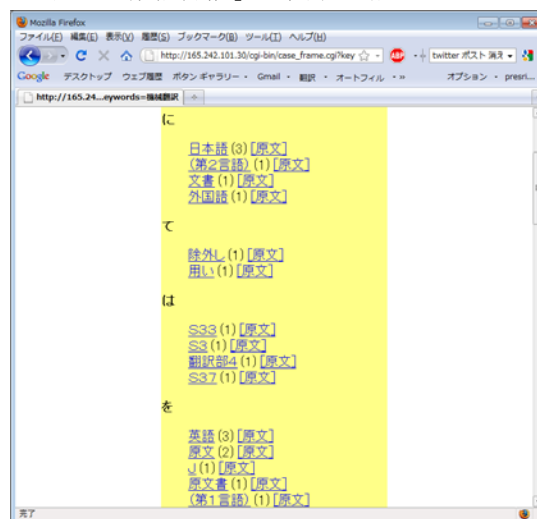 Mozilla Firefox
ファイル(F) 編集(E) 表示(V) 履歴(S) ブックマーク(B) ツール(T) ヘルプ(H)
http://165.242.101.30/cgi-bin/case_frame.cgi?key
twitter ポスト 消え
Google デスクトップ ウェブ履歴 ボタン ギャラリー・ Gmail ・ 翻訳 ・ オートフィル ・ » オプション ・ presri...
http://165.24...eywords=機械翻訳
に
日本語 (3) [原文]
(第2言語) (1) [原文]
文書 (1) [原文]
外国語 (1) [原文]
て
除外し (1) [原文]
用い (1) [原文]
は
S33 (1) [原文]
S3 (1) [原文]
翻訳部4 (1) [原文]
S37 (1) [原文]
を
英語 (3) [原文]
原文 (2) [原文]
J (1) [原文]
原文書 (1) [原文]
(第1言語) (1) [原文]
完了